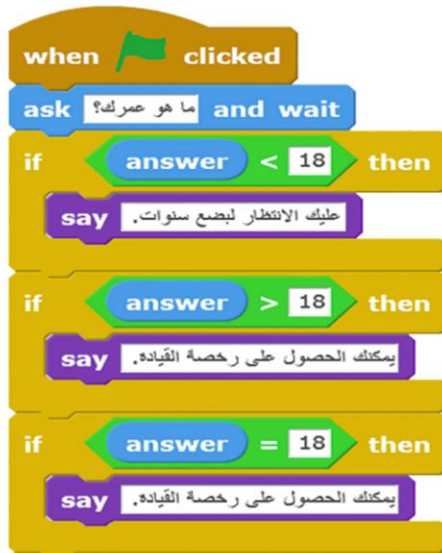 when clicked
ask ما هو عمرك؟ and wait
if answer < 18 then
say عليك الانتظار لبضع سنوات.
if answer > 18 then
say يمكنك الحصول على رخصة القيادة.
if answer = 18 then
say يمكنك الحصول على رخصة القيادة.